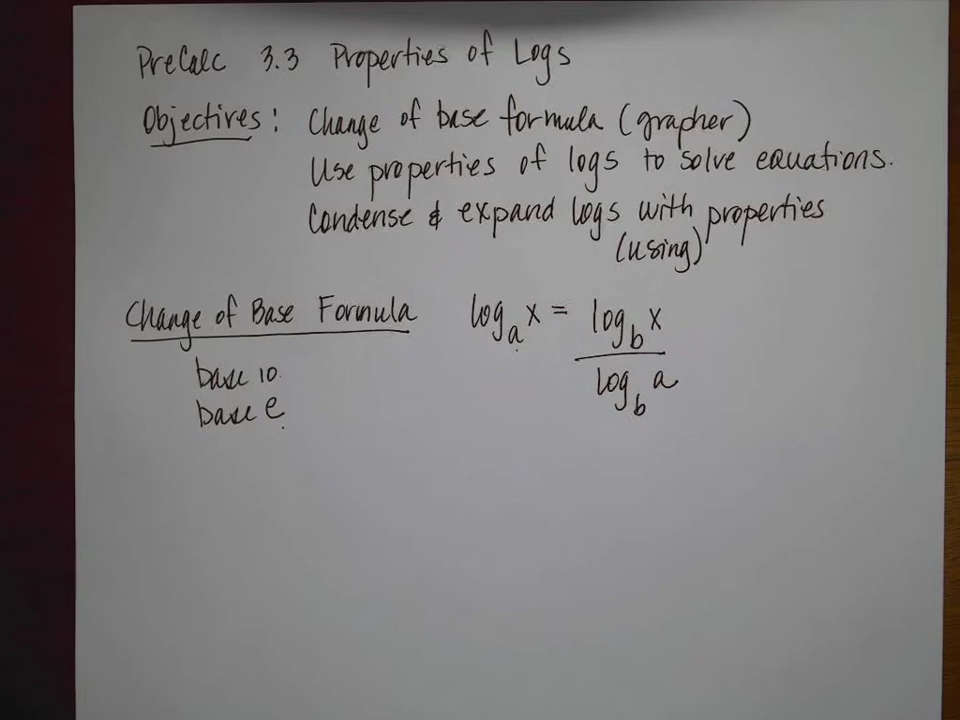 PreCalc 3.3 Properties of Logs
Objectives: Change of base formula (grapher)
Use properties of logs to solve equations.
Condense & expand logs with properties
(using)
Change of Base Formula logₐ x = log_b x / log_b a
base 10
base e